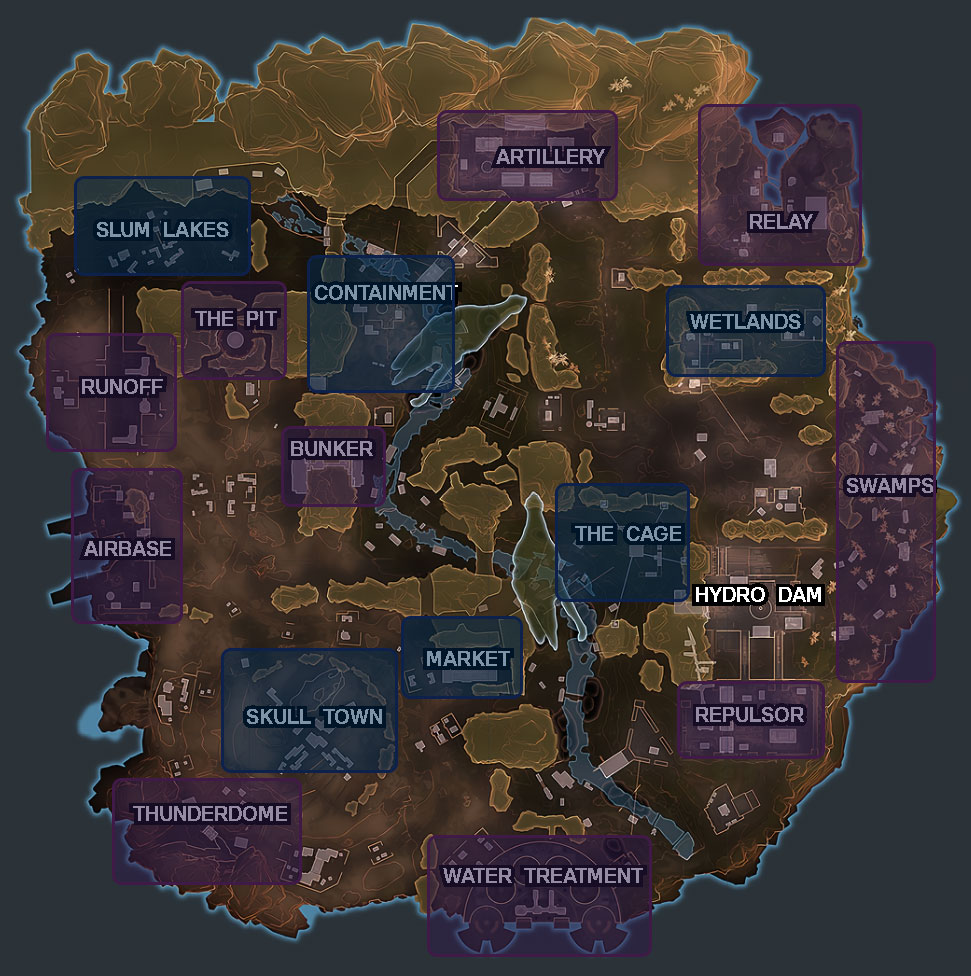 ARTILLERY
RELAY
SLUM LAKES
CONTAINMENT
THE PIT
WETLANDS
RUNOFF
BUNKER
SWAMPS
AIRBASE
THE CAGE
HYDRO DAM
MARKET
SKULL TOWN
REPULSOR
THUNDERDOME
WATER TREATMENT